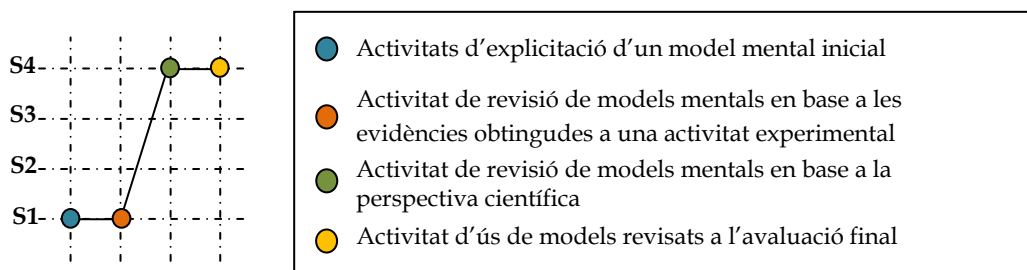 S4
S3
S2
S1
Activitats d’explicitació d’un model mental inicial
Activitat de revisió de models mentals en base a les
evidències obtingudes a una activitat experimental
Activitat de revisió de models mentals en base a la
perspectiva científica
Activitat d’ús de models revisats a l’avaluació final